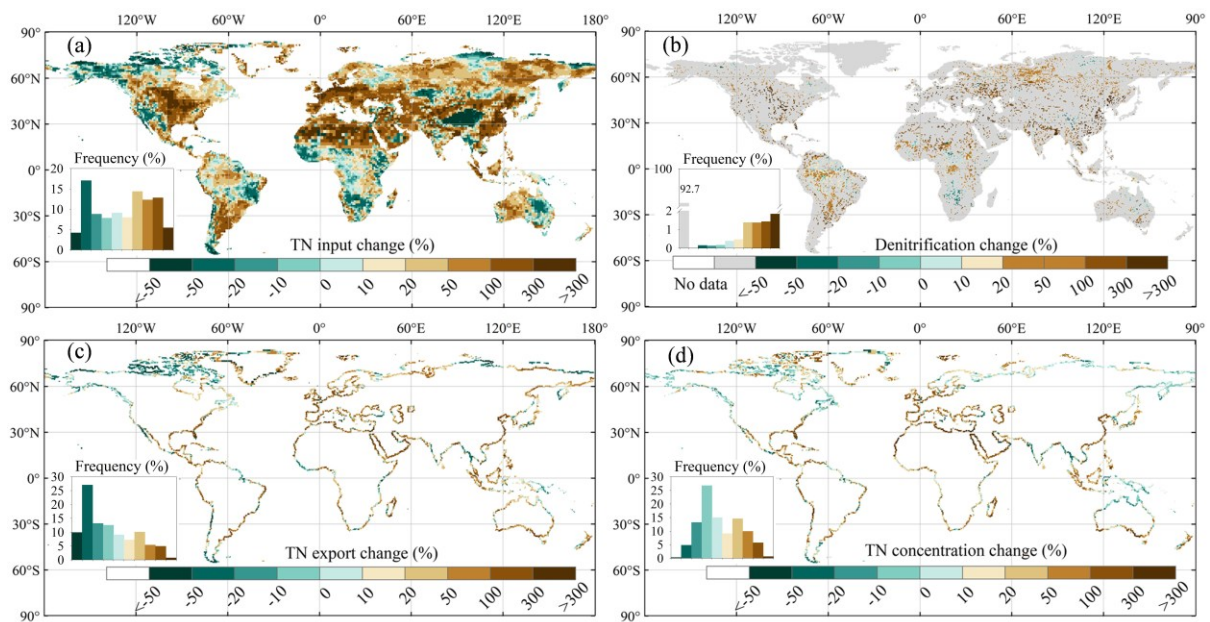 120°W 60°W 0° 60°E 120°E 180°
120°W 60°W 0° 60°E 120°E 90°
90°
60°N
30°N
0°
30°S
60°S
90°
(a)
Frequency (%)
20
15
10
5
0
TN input change (%)
<-50 -20 -10 0 10 20 50 100 300 >300
90°
60°N
30°N
0°
30°S
60°S
90°
(b)
Frequency (%)
100
92.7
2
1
0
Denitrification change (%)
No data <-50 -20 -10 0 10 20 50 100 300 >300
120°W 60°W 0° 60°E 120°E 180°
120°W 60°W 0° 60°E 120°E 90°
90°
60°N
30°N
0°
30°S
60°S
90°
(c)
Frequency (%)
30
25
20
15
10
5
0
TN export change (%)
<-50 -20 -10 0 10 20 50 100 300 >300
90°
60°N
30°N
0°
30°S
60°S
90°
(d)
Frequency (%)
30
25
20
15
10
5
0
TN concentration change (%)
<-50 -20 -10 0 10 20 50 100 300 >300